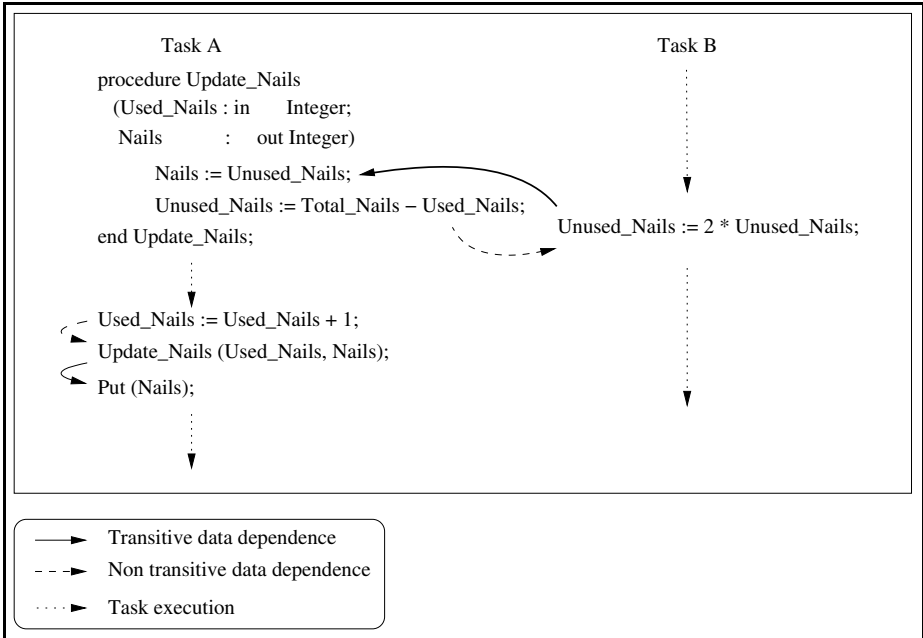 Task A
procedure Update_Nails
(Used_Nails : in Integer;
Nails : out Integer)
Nails := Unused_Nails;
Unused_Nails := Total_Nails − Used_Nails;
end Update_Nails;
Used_Nails := Used_Nails + 1;
Update_Nails (Used_Nails, Nails);
Put (Nails);
Task B
Unused_Nails := 2 * Unused_Nails;
Transitive data dependence
Non transitive data dependence
Task execution